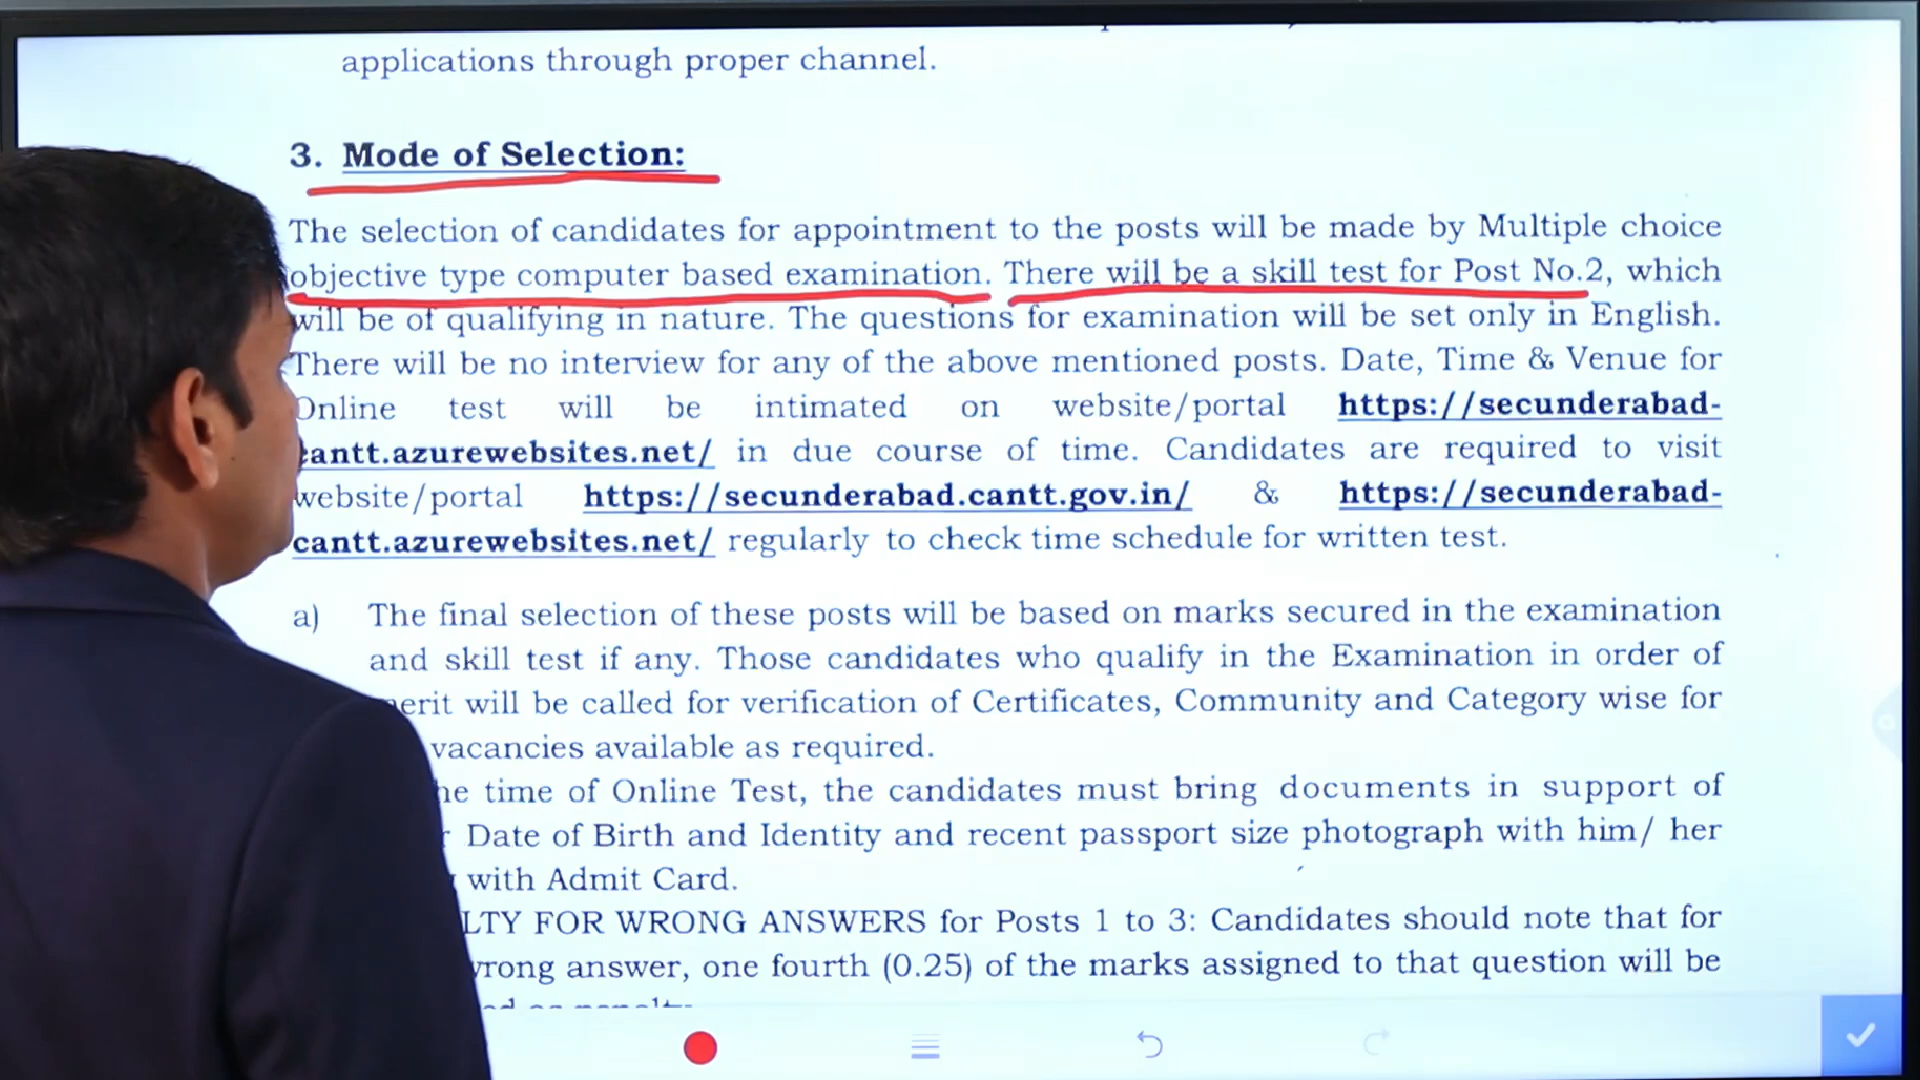 applications through proper channel.
3. Mode of Selection:
The selection of candidates for appointment to the posts will be made by Multiple choice
objective type computer based examination. There will be a skill test for Post No.2, which
will be of qualifying in nature. The questions for examination will be set only in English.
There will be no interview for any of the above mentioned posts. Date, Time & Venue for
Online test will be intimated on website/portal https://secunderabad-
cantt.azurewebsites.net/ in due course of time. Candidates are required to visit
website/portal https://secunderabad.cantt.gov.in/ & https://secunderabad-
cantt.azurewebsites.net/ regularly to check time schedule for written test.
a) The final selection of these posts will be based on marks secured in the examination
and skill test if any. Those candidates who qualify in the Examination in order of
merit will be called for verification of Certificates, Community and Category wise for
vacancies available as required.
time of Online Test, the candidates must bring documents in support of
Date of Birth and Identity and recent passport size photograph with him/ her
with Admit Card.
FOR WRONG ANSWERS for Posts 1 to 3: Candidates should note that for
wrong answer, one fourth (0.25) of the marks assigned to that question will be